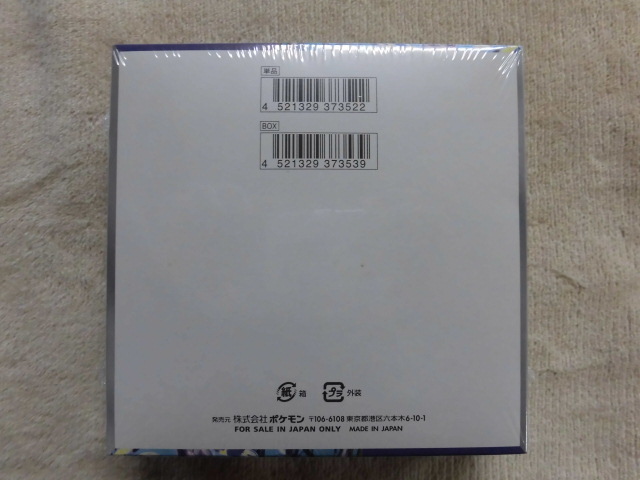 単品
4 521329 373522
BOX
4 521329 373539
紙 箱 プラ 外装
発売元 株式会社 ポケモン 〒106-6108 東京都港区六本木6-10-1
FOR SALE IN JAPAN ONLY MADE IN JAPAN